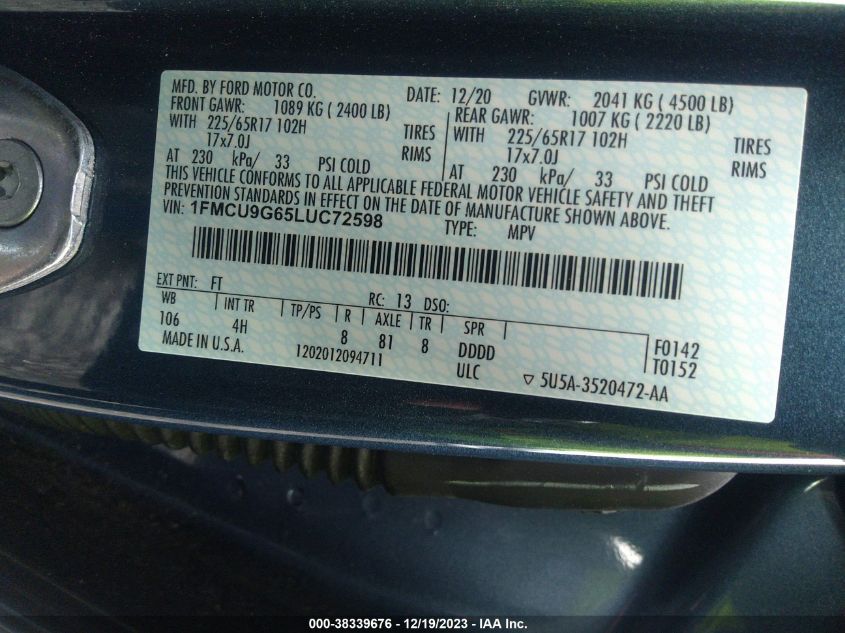 MFD. BY FORD MOTOR CO. DATE: 12/20 GVWR: 2041 KG ( 4500 LB)
FRONT GAWR: 1089 KG ( 2400 LB) REAR GAWR: 1007 KG ( 2220 LB)
WITH 225/65R17 102H TIRES WITH 225/65R17 102H TIRES
17x7.0J RIMS 17x7.0J RIMS
AT 230 kPa/ 33 PSI COLD AT 230 kPa/ 33 PSI COLD
THIS VEHICLE CONFORMS TO ALL APPLICABLE FEDERAL MOTOR VEHICLE SAFETY AND THEFT
PREVENTION STANDARDS IN EFFECT ON THE DATE OF MANUFACTURE SHOWN ABOVE.
VIN: 1FMCU9G65LUC72598 TYPE: MPV
EXT PNT: FT RC: 13 DSO:
WB INT TR TP/PS R AXLE TR SPR
106 4H 8 81 8 DDDD F0142
MADE IN U.S.A. 1202012094711 ULC T0152
▽ 5U5A-3520472-AA
000-38339676 - 12/19/2023 - IAA Inc.